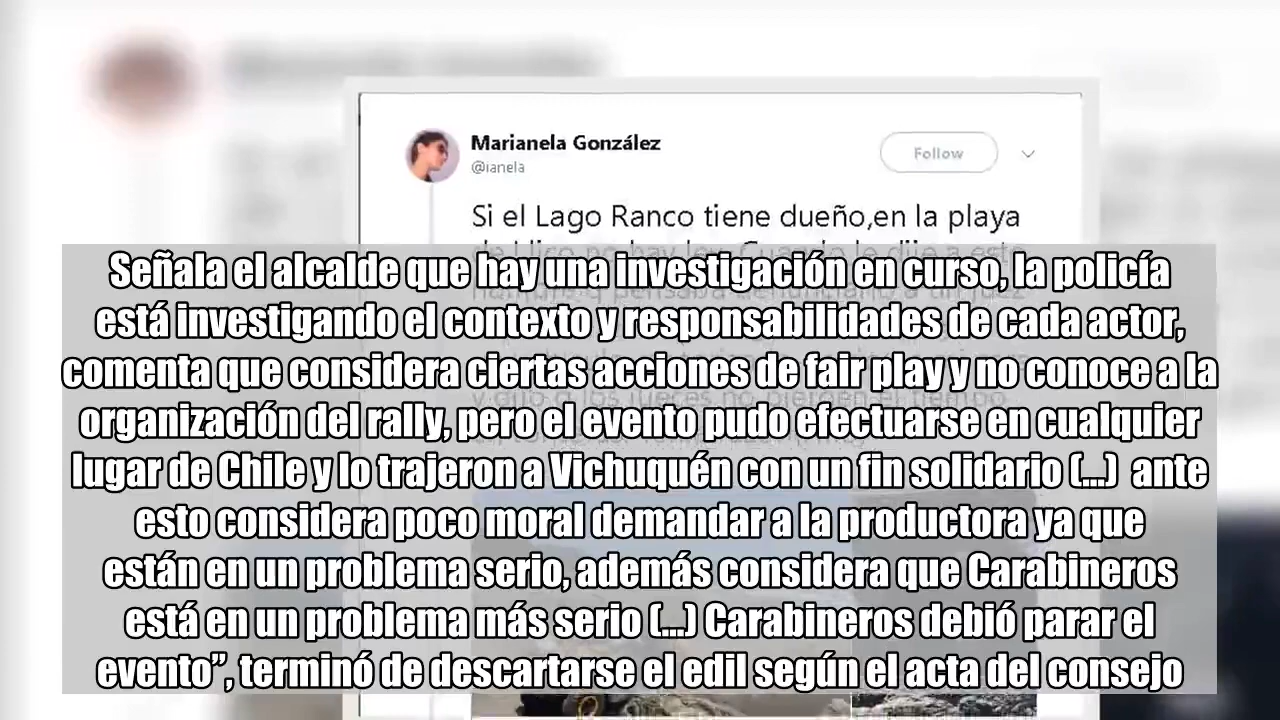 Marianela González
@ianela
Follow
Si el Lago Ranco tiene dueño,en la playa
Señala el alcalde que hay una investigación en curso, la policía
está investigando el contexto y responsabilidades de cada actor,
comenta que considera ciertas acciones de fair play y no conoce a la
organización del rally, pero el evento pudo efectuarse en cualquier
lugar de Chile y lo trajeron a Vichuquén con un fin solidario (...) ante
esto considera poco moral demandar a la productora ya que
están en un problema serio, además considera que Carabineros
está en un problema más serio (...) Carabineros debió parar el
evento”, terminó de descartarse el edil según el acta del consejo